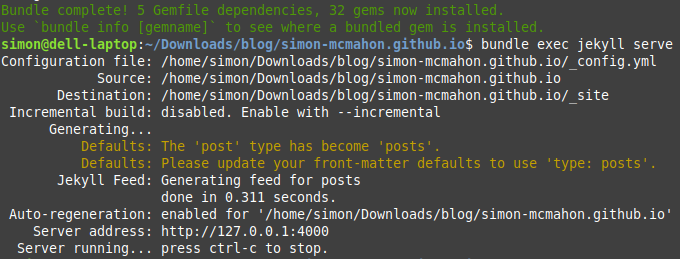 Bundle complete! 5 Gemfile dependencies, 32 gems now installed.
Use `bundle info [gemname]` to see where a bundled gem is installed.
simon@dell-laptop:~/Downloads/blog/simon-mcmahon.github.io$ bundle exec jekyll serve
Configuration file: /home/simon/Downloads/blog/simon-mcmahon.github.io/_config.yml
Source: /home/simon/Downloads/blog/simon-mcmahon.github.io
Destination: /home/simon/Downloads/blog/simon-mcmahon.github.io/_site
Incremental build: disabled. Enable with --incremental
Generating...
Defaults: The 'post' type has become 'posts'.
Defaults: Please update your front-matter defaults to use 'type: posts'.
Jekyll Feed: Generating feed for posts
done in 0.311 seconds.
Auto-regeneration: enabled for '/home/simon/Downloads/blog/simon-mcmahon.github.io'
Server address: http://127.0.0.1:4000
Server running... press ctrl-c to stop.